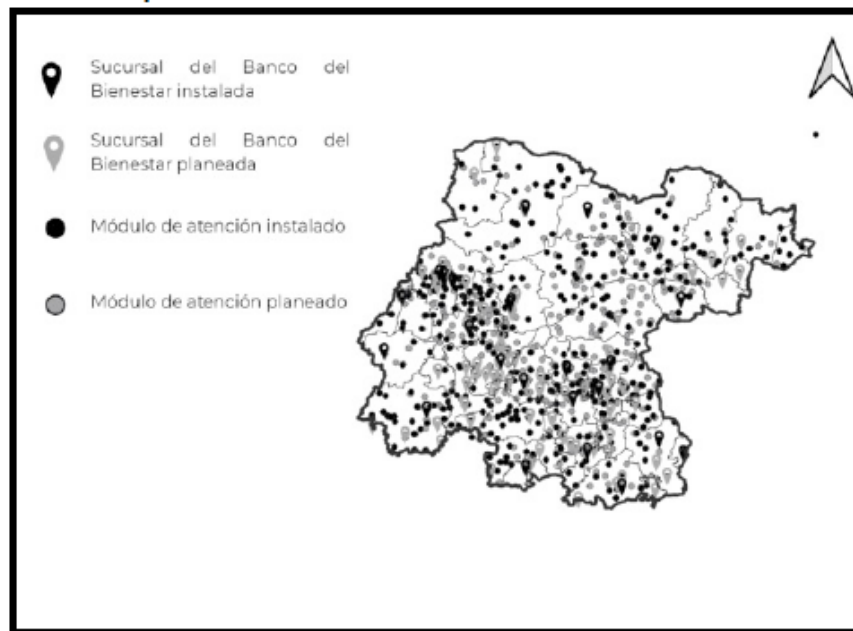 Sucursal del Banco del
Bienestar instalada
Sucursal del Banco del
Bienestar planeada
Módulo de atención instalado
Módulo de atención planeado